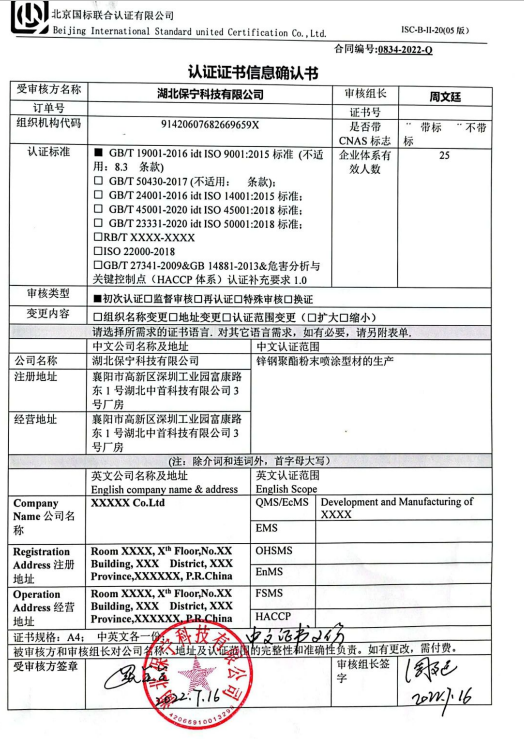 北京国标联合认证有限公司
Beijing International Standard united Certification Co., Ltd.
ISC-B-II-20(05 版)
合同编号:0834-2022-Q
认证证书信息确认书
受审核方名称 湖北保宁科技有限公司 审核组长 周文廷
订单号 证书号
组织机构代码 91420607682669659X 是否带 CNAS 标志 ¨ 带标 ¨ 不带标
认证标准 ■ GB/T 19001-2016 idt ISO 9001:2015 标准 (不适 企业体系有效人数 25
用: 8.3 条款)
□ GB/T 50430-2017 (不适用: 条款);
□ GB/T 24001-2016 idt ISO 14001:2015 标准;
□ GB/T 45001-2020 idt ISO 45001:2018 标准;
□ GB/T 23331-2020 idt ISO 50001:2018 标准;
□RB/T XXXX-XXXX
□ISO 22000-2018
□GB/T 27341-2009&GB 14881-2013&危害分析与
关键控制点（HACCP 体系）认证补充要求 1.0
审核类型 ■初次认证□监督审核□再认证□特殊审核□换证
变更内容 □组织名称变更□地址变更□认证范围变更（□扩大□缩小）
请选择所需求的证书语言. 对其它语言需求，如有必要，请另附表单.
中文公司名称及地址 中文认证范围
公司名称 湖北保宁科技有限公司 锌钢聚酯粉末喷涂型材的生产
注册地址 襄阳市高新区深圳工业园富康路
东 1 号湖北中首科技有限公司 3
号厂房
经营地址 襄阳市高新区深圳工业园富康路
东 1 号湖北中首科技有限公司 3
号厂房
(注: 除介词和连词外，首字母大写)
英文公司名称及地址 英文认证范围
English company name & address English Scope
Company Name 公司名称 XXXXX Co.Ltd QMS/EcMS Development and Manufacturing of
XXXX
EMS
Registration Address 注册地址 Room XXXX, Xth Floor,No.XX OHSMS
Building, XXX District, XXX
Province,XXXXXX, P.R.China EnMS
Operation Address 经营地址 Room XXXX, Xth Floor,No.XX FSMS
Building, XXX District, XXX
Province,XXXXXX, P.R.China HACCP
证书规格: A4; 中英文各一份 中文证书2份
被审核方和审核组长对公司名称、地址及认证范围的完整性和准确性负责。如有更改，需付费。
受审核方签章 审核组长签字
2022.7.16 2022.7.16
湖北保宁科技有限公司